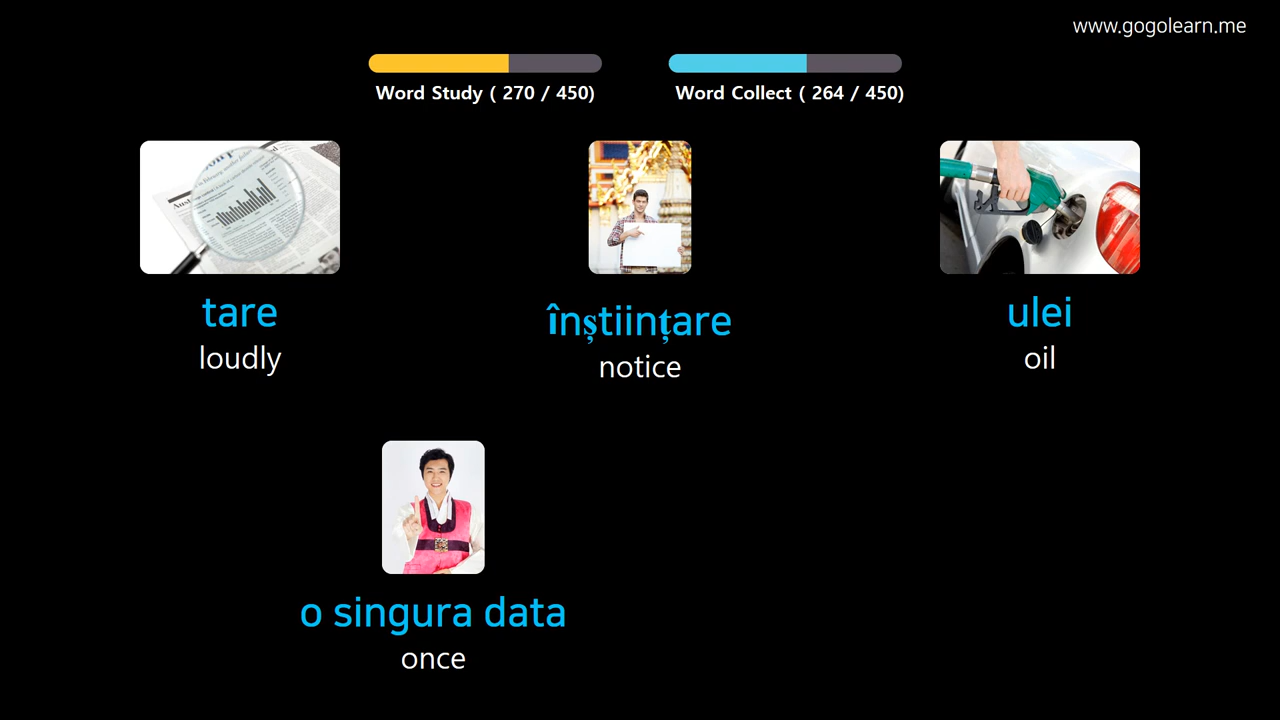 www.gogolearn.me
Word Study ( 270 / 450)
Word Collect ( 264 / 450)
tare
loudly
înștiințare
notice
ulei
oil
o singura data
once